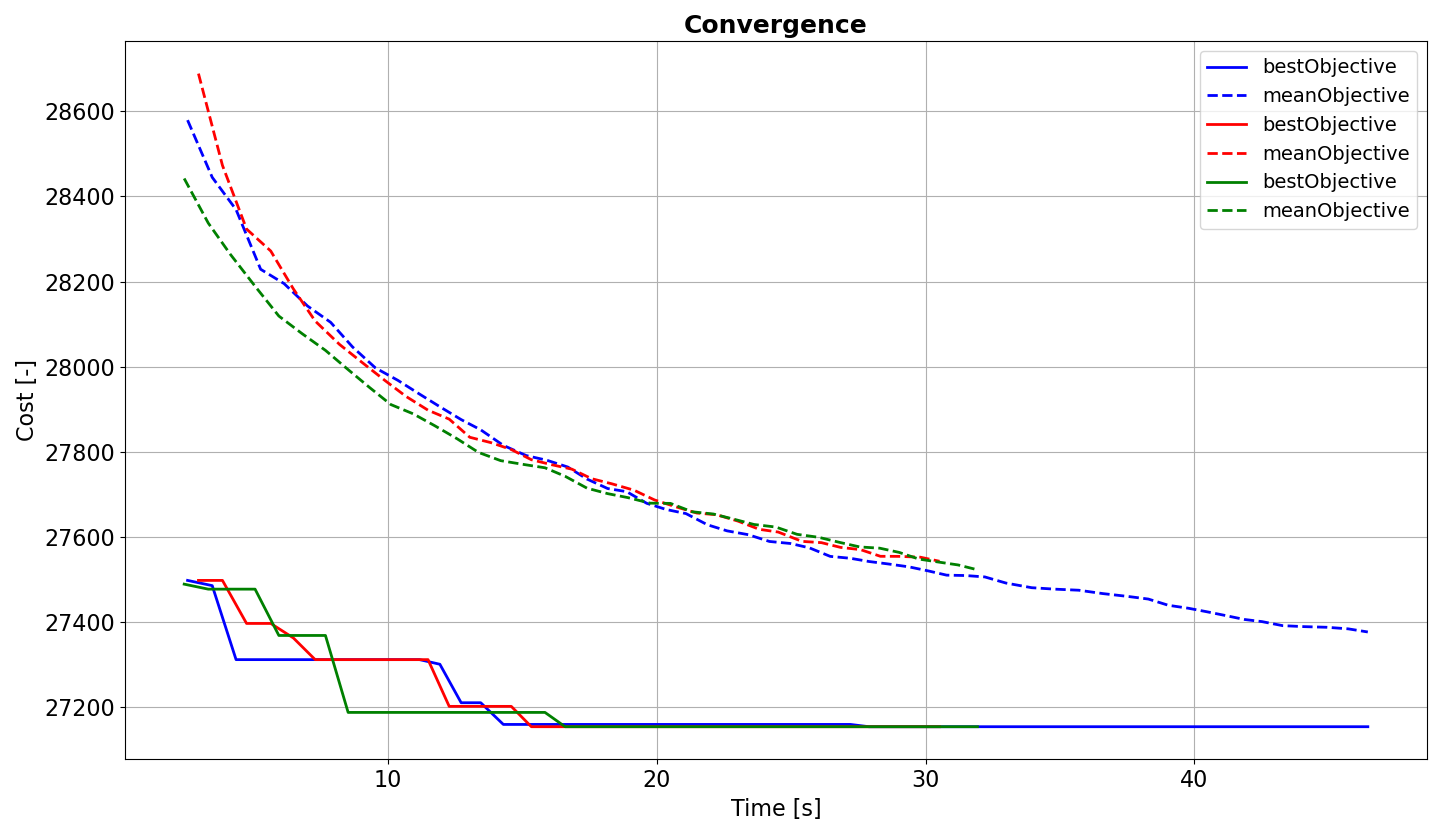 Convergence
bestObjective
meanObjective
bestObjective
meanObjective
bestObjective
meanObjective
28600
28400
28200
28000
27800
27600
27400
27200
Cost [-]
10
20
30
40
Time [s]